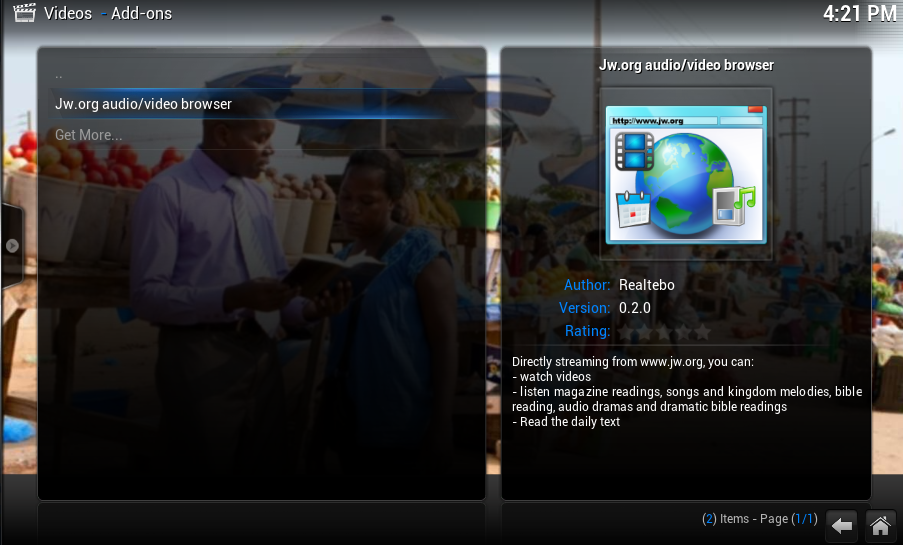 Videos - Add-ons
4:21 PM
..
Jw.org audio/video browser
Get More...
Jw.org audio/video browser
http://www.jw.org
Author: Realtebo
Version: 0.2.0
Rating:
Directly streaming from www.jw.org, you can:
- watch videos
- listen magazine readings, songs and kingdom melodies, bible
reading, audio dramas and dramatic bible readings
- Read the daily text
(2) Items - Page (1/1)